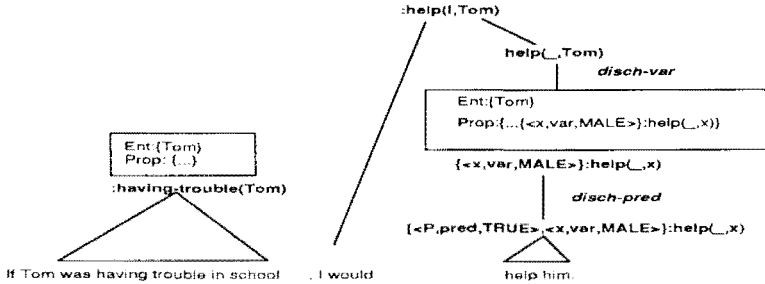 :help(I,Tom)
help(_,Tom)
disch-var
Ent:{Tom}
Prop:{...{<x,var,MALE>}:help(_,x)}
Ent:{Tom}
Prop: {...}
:having-trouble(Tom)
{<x,var,MALE>}:help(_,x)
disch-pred
{<P,pred,TRUE>,<x,var,MALE>}:help(_,x)
If Tom was having trouble in school , I would help him.